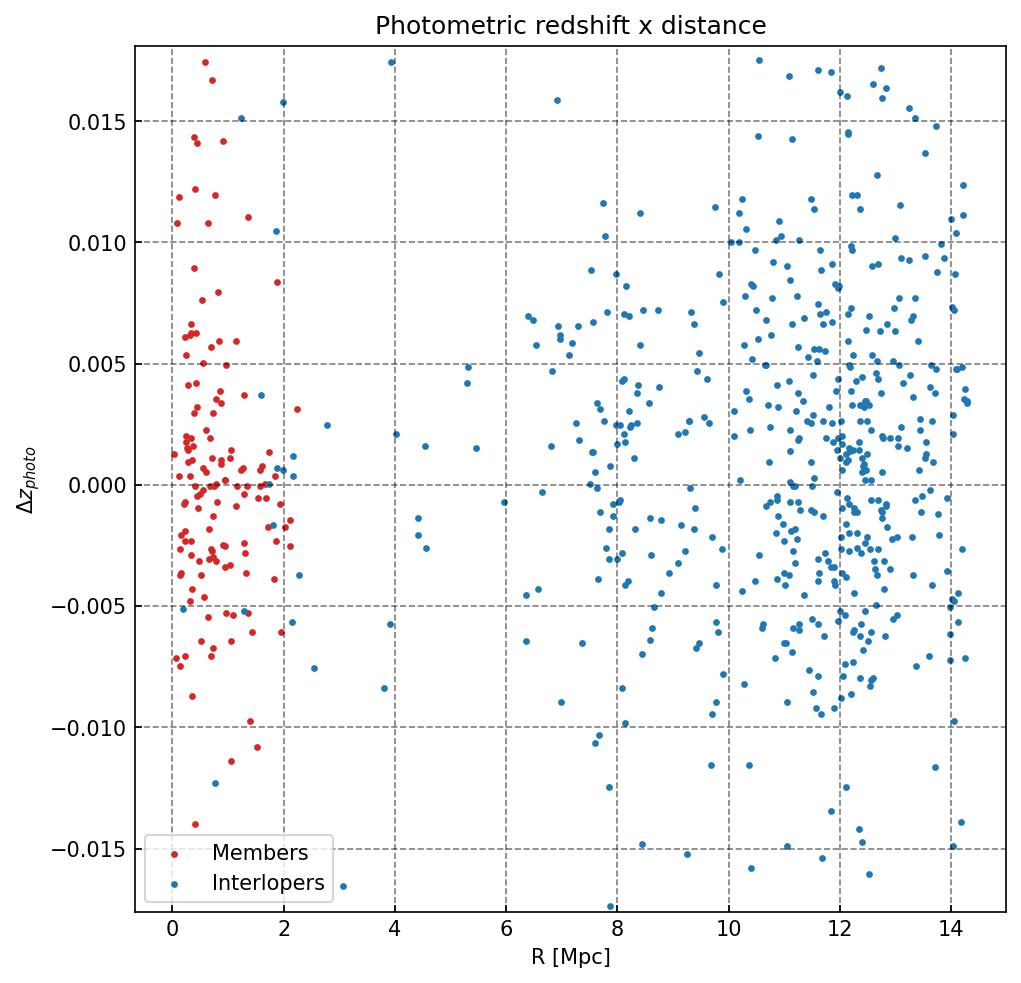 Photometric redshift x distance
0.015
0.010
0.005
0.000
−0.005
−0.010
−0.015
Δz_photo
Members
Interlopers
0 2 4 6 8 10 12 14
R [Mpc]